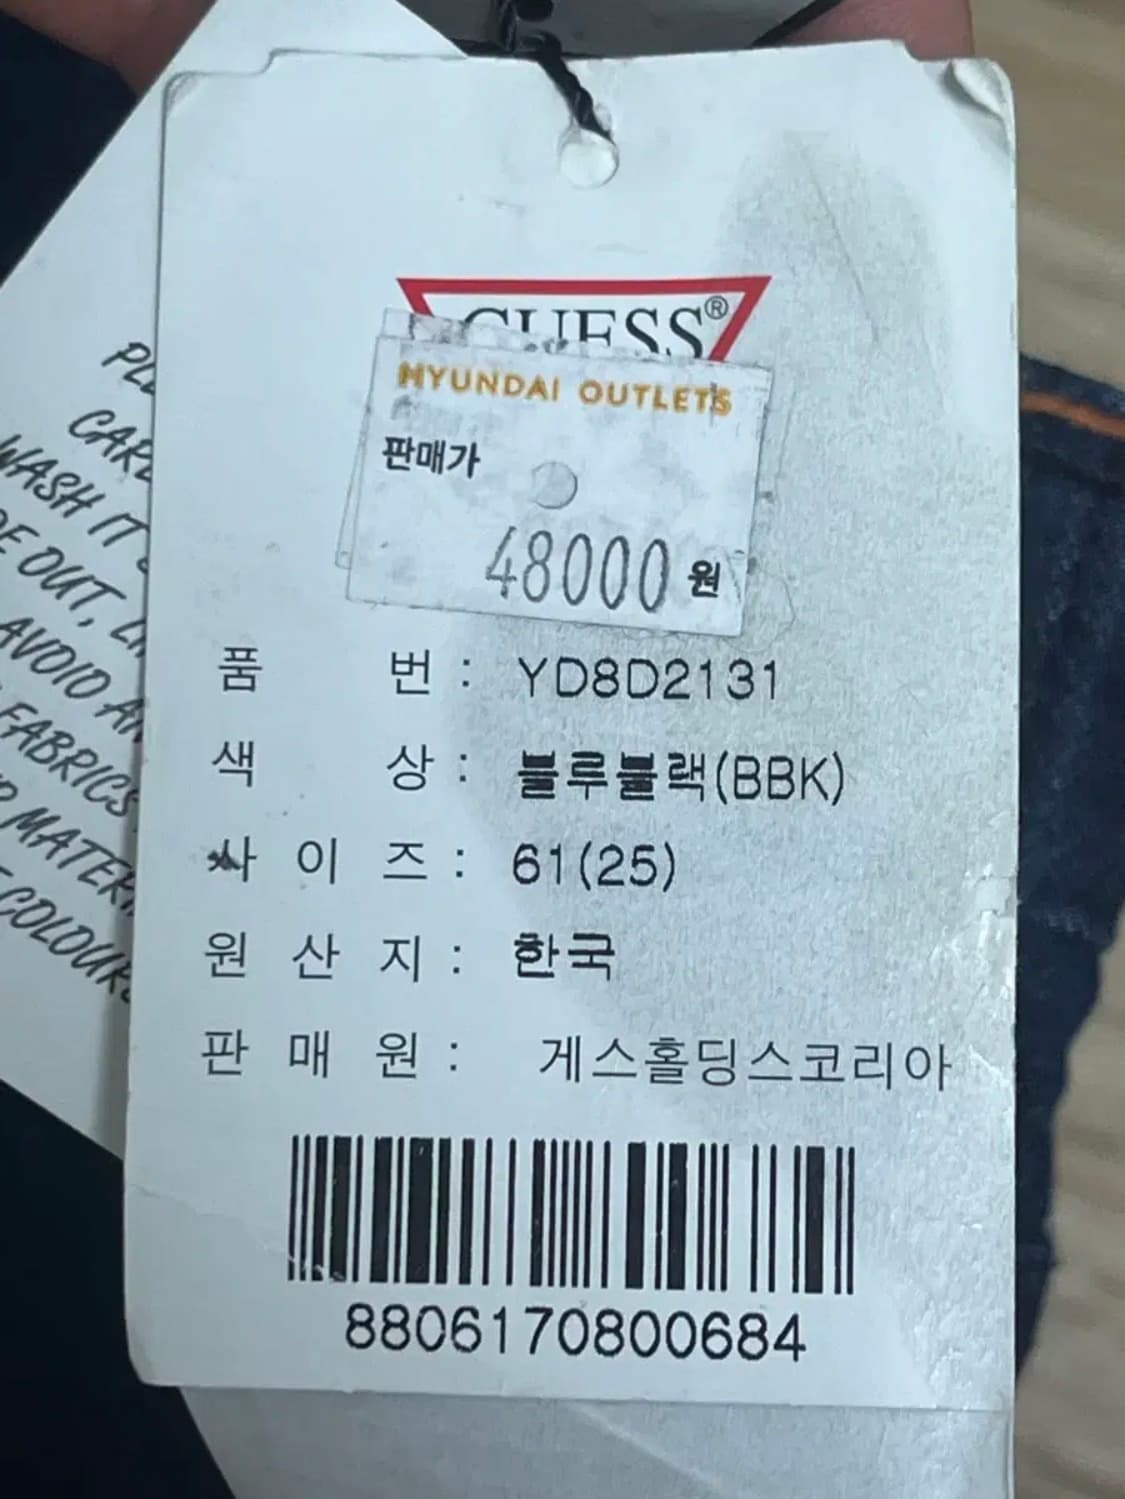 GUESS®
HYUNDAI OUTLETS
판매가
48000 원
품 번 : YD8D2131
색 상 : 블루블랙(BBK)
사 이 즈 : 61(25)
원 산 지 : 한국
판 매 원 : 게스홀딩스코리아
8806170800684
WASH IT
OUT,
AVOID
FABRICS
COLOUR